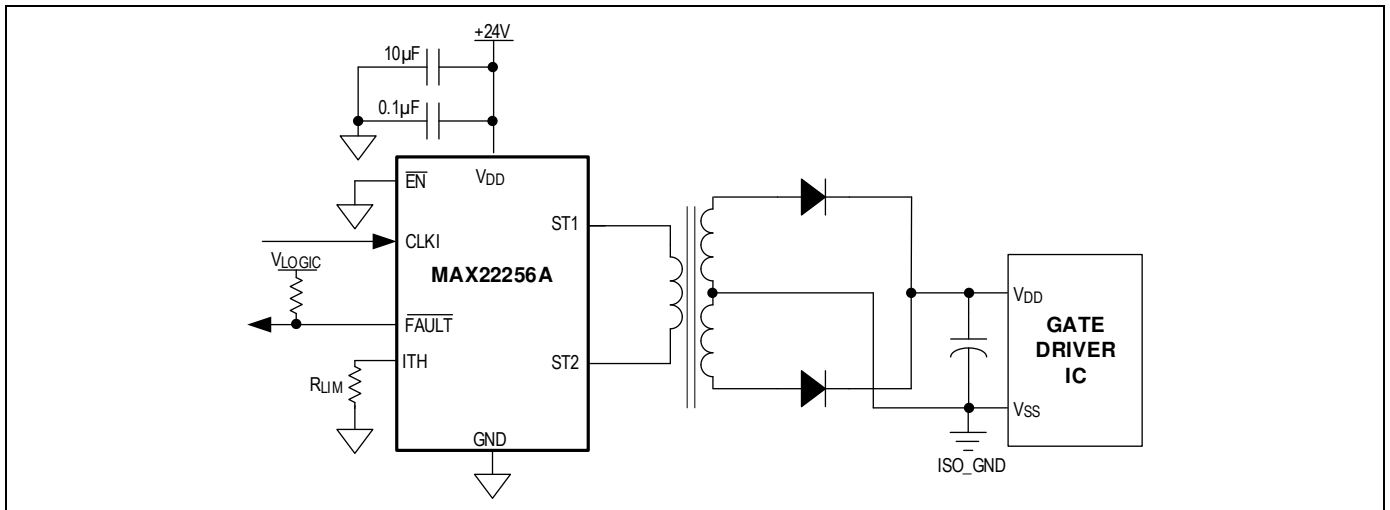 +24V
10µF
0.1µF
EN
VDD
CLKI
ST1
VLOGIC
MAX22256A
FAULT
ITH
ST2
RLIM
GND
VDD
GATE
DRIVER
IC
VSS
ISO_GND